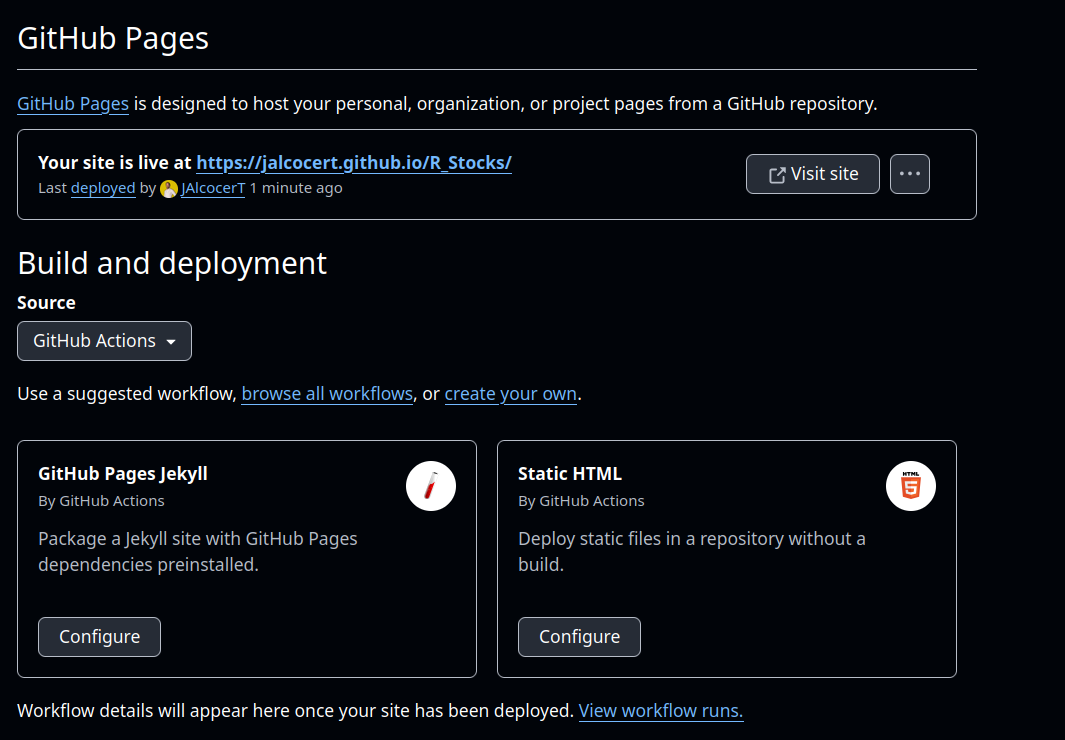 GitHub Pages
GitHub Pages is designed to host your personal, organization, or project pages from a GitHub repository.
Your site is live at https://jalcocert.github.io/R_Stocks/
Last deployed by JAlcocerT 1 minute ago
Visit site
Build and deployment
Source
GitHub Actions
Use a suggested workflow, browse all workflows, or create your own.
GitHub Pages Jekyll
By GitHub Actions
Package a Jekyll site with GitHub Pages
dependencies preinstalled.
Configure
Static HTML
By GitHub Actions
HTML
5
Deploy static files in a repository without a
build.
Configure
Workflow details will appear here once your site has been deployed. View workflow runs.